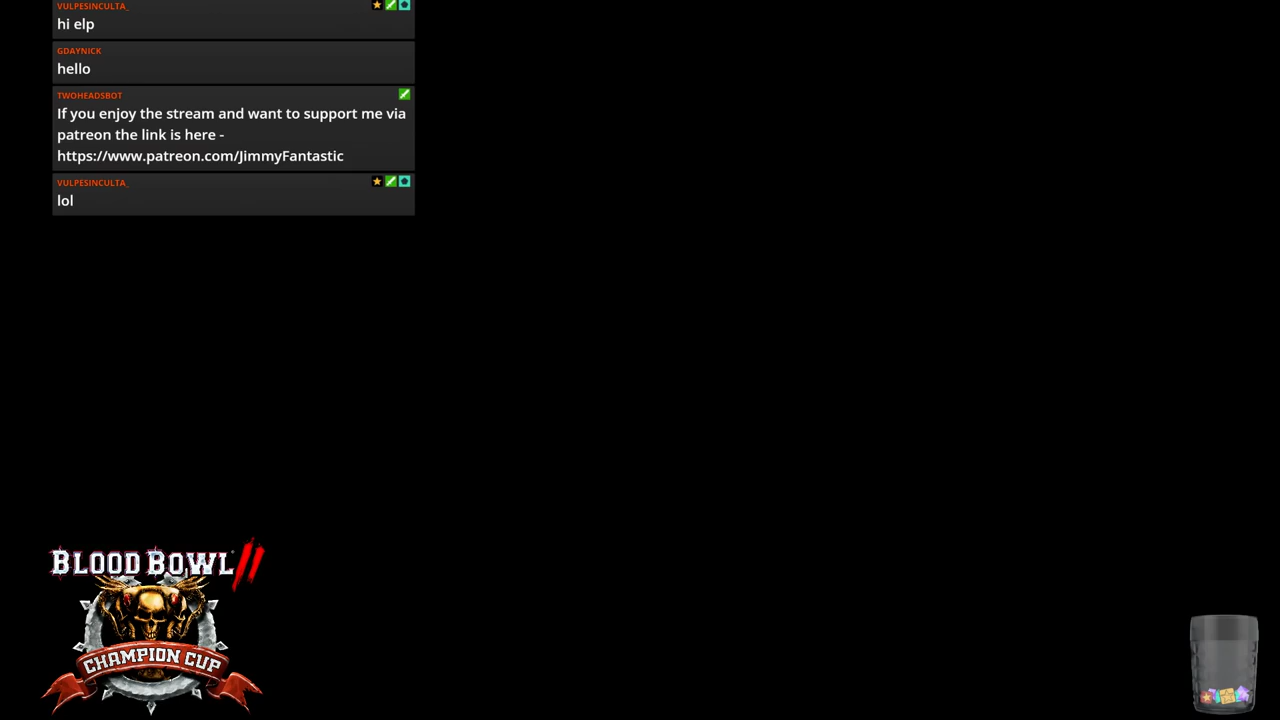 VULPESINCULTA_
hi elp
GDAYNICK
hello
TWOHEADSBOT
If you enjoy the stream and want to support me via
patreon the link is here -
https://www.patreon.com/JimmyFantastic
VULPESINCULTA_
lol
BLOOD BOWL II
CHAMPION CUP